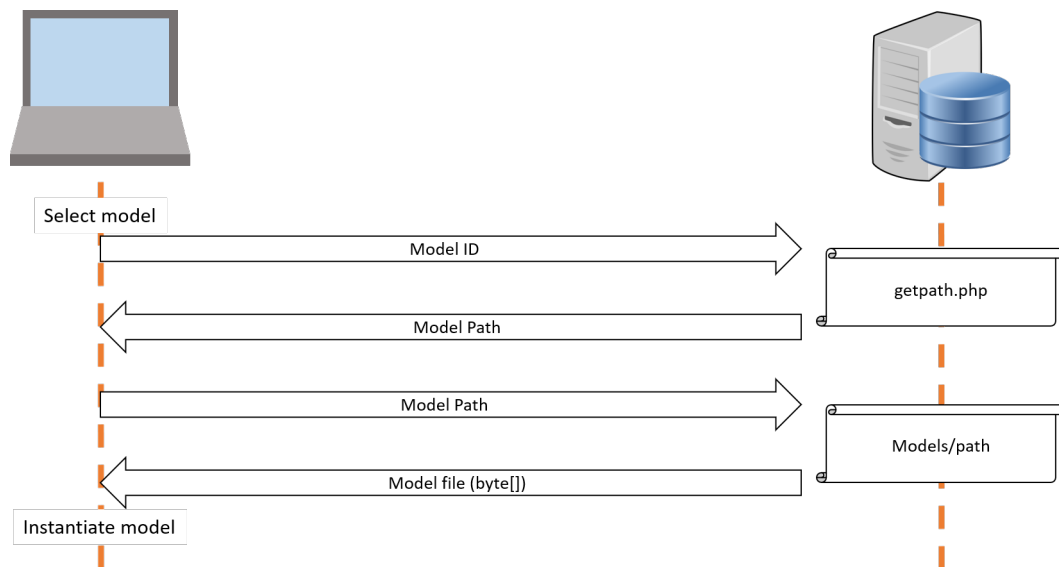 Select model
Model ID
getpath.php
Model Path
Model Path
Models/path
Model file (byte[])
Instantiate model